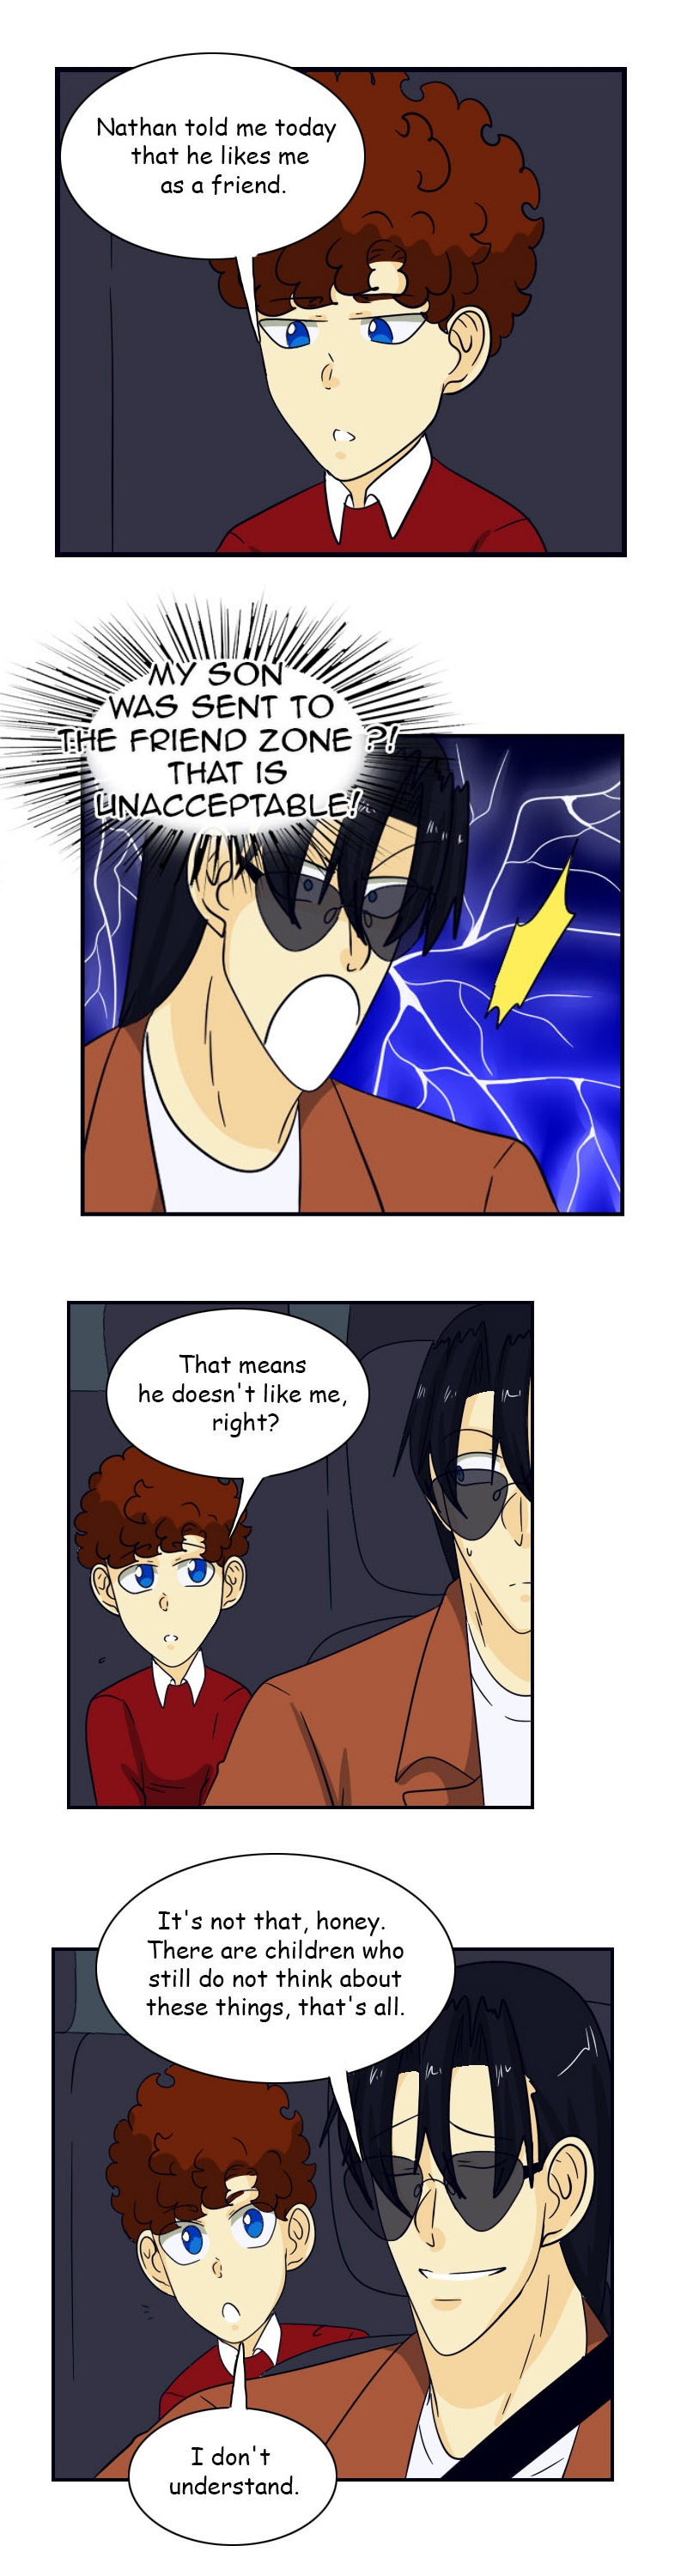 Nathan told me today
that he likes me
as a friend.
MY SON
WAS SENT TO
THE FRIEND ZONE ?!
THAT IS
UNACCEPTABLE!
That means
he doesn't like me,
right?
It's not that, honey.
There are children who
still do not think about
these things, that's all.
I don't
understand.